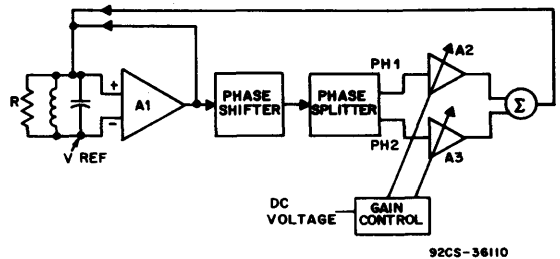 R
+
-
A1
V REF
PHASE
SHIFTER
PHASE
SPLITTER
PH1
PH2
A2
A3
Σ
DC
VOLTAGE
GAIN
CONTROL
92CS-36110